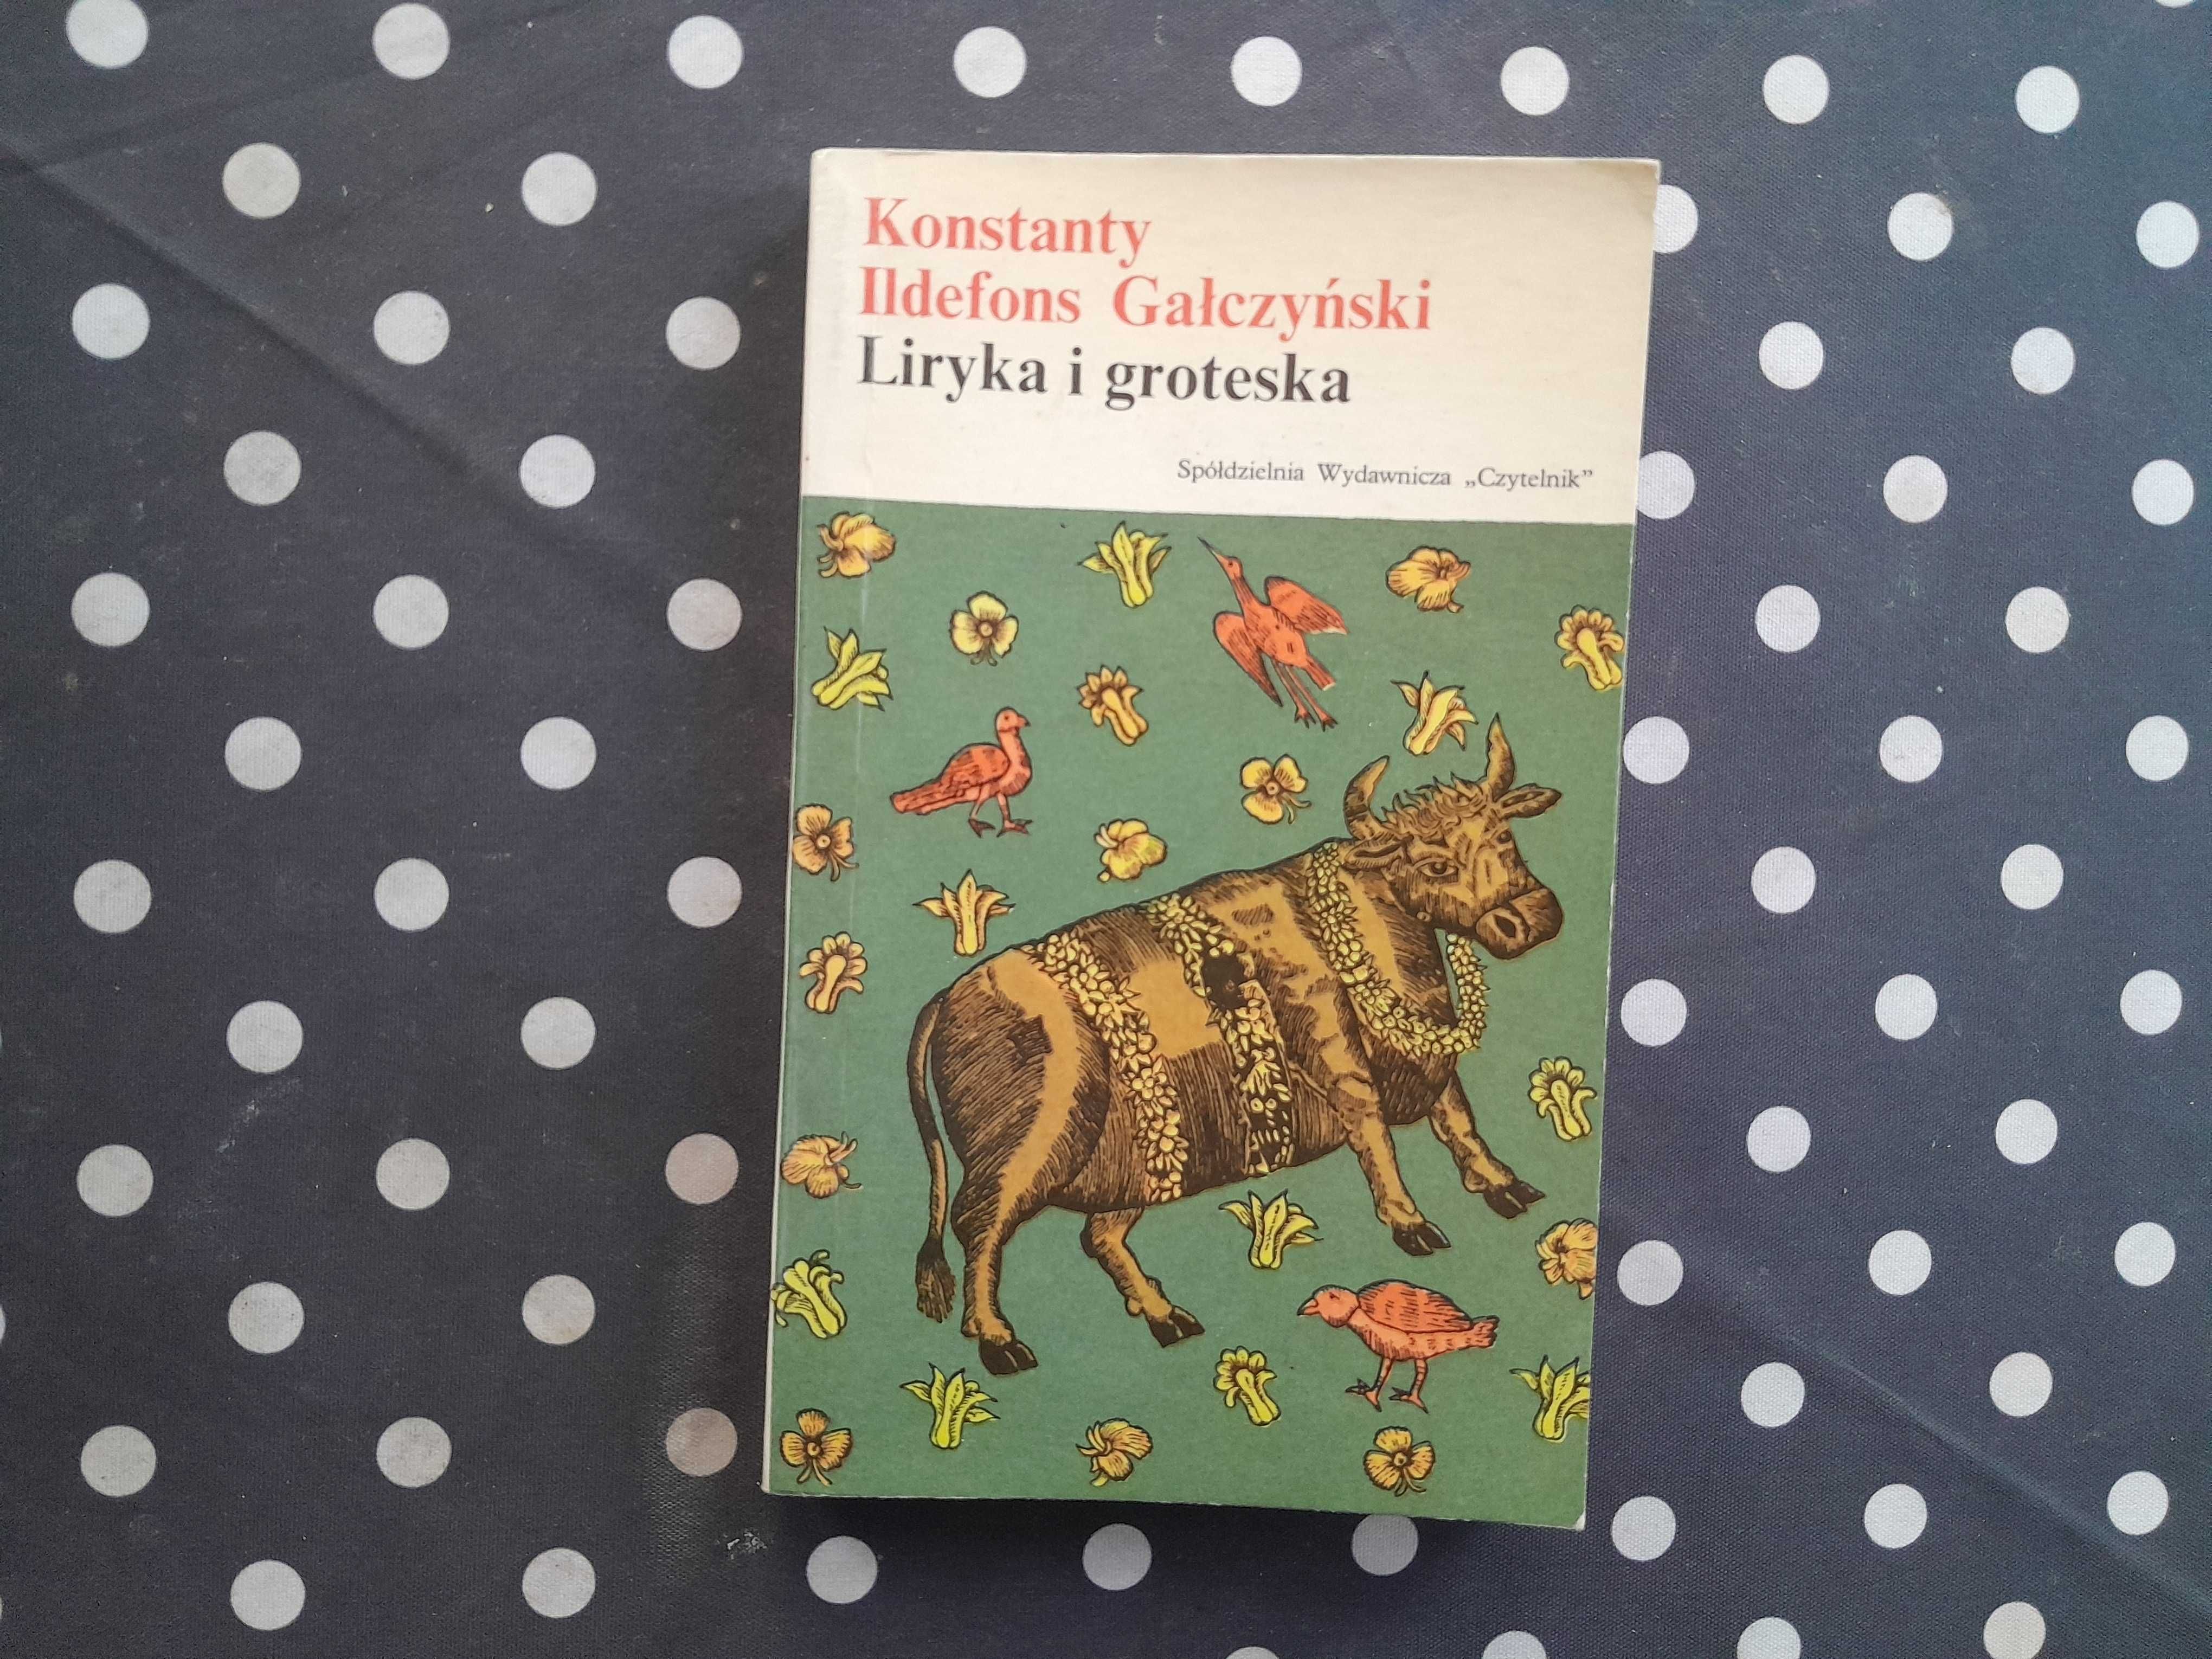 Konstanty
Ildefons Gałczyński
Liryka i groteska
Spółdzielnia Wydawnicza „Czytelnik”